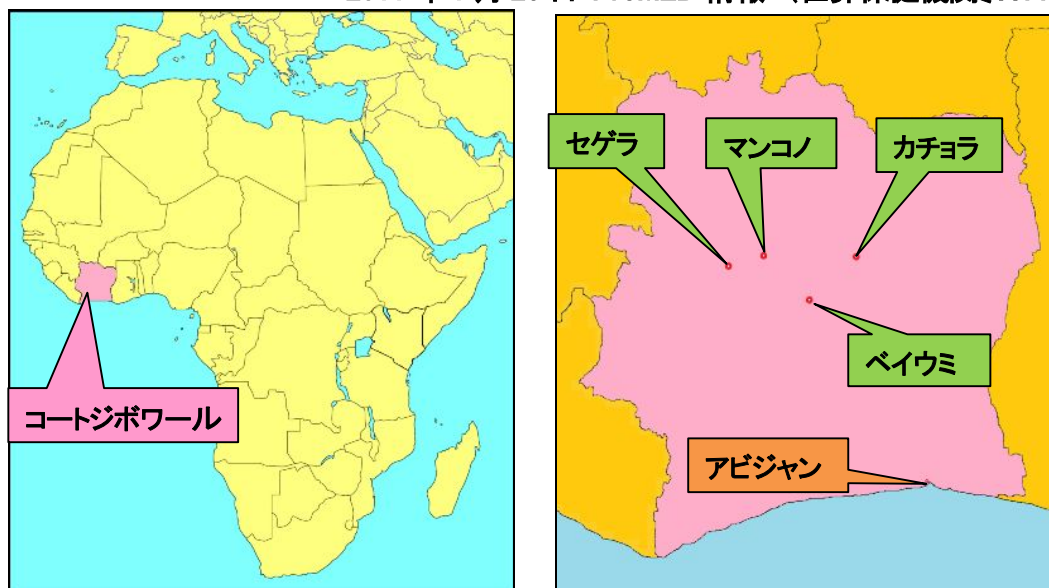 セゲラ
マンコノ
カチョラ
ベイウミ
コートジボワール
アビジャン